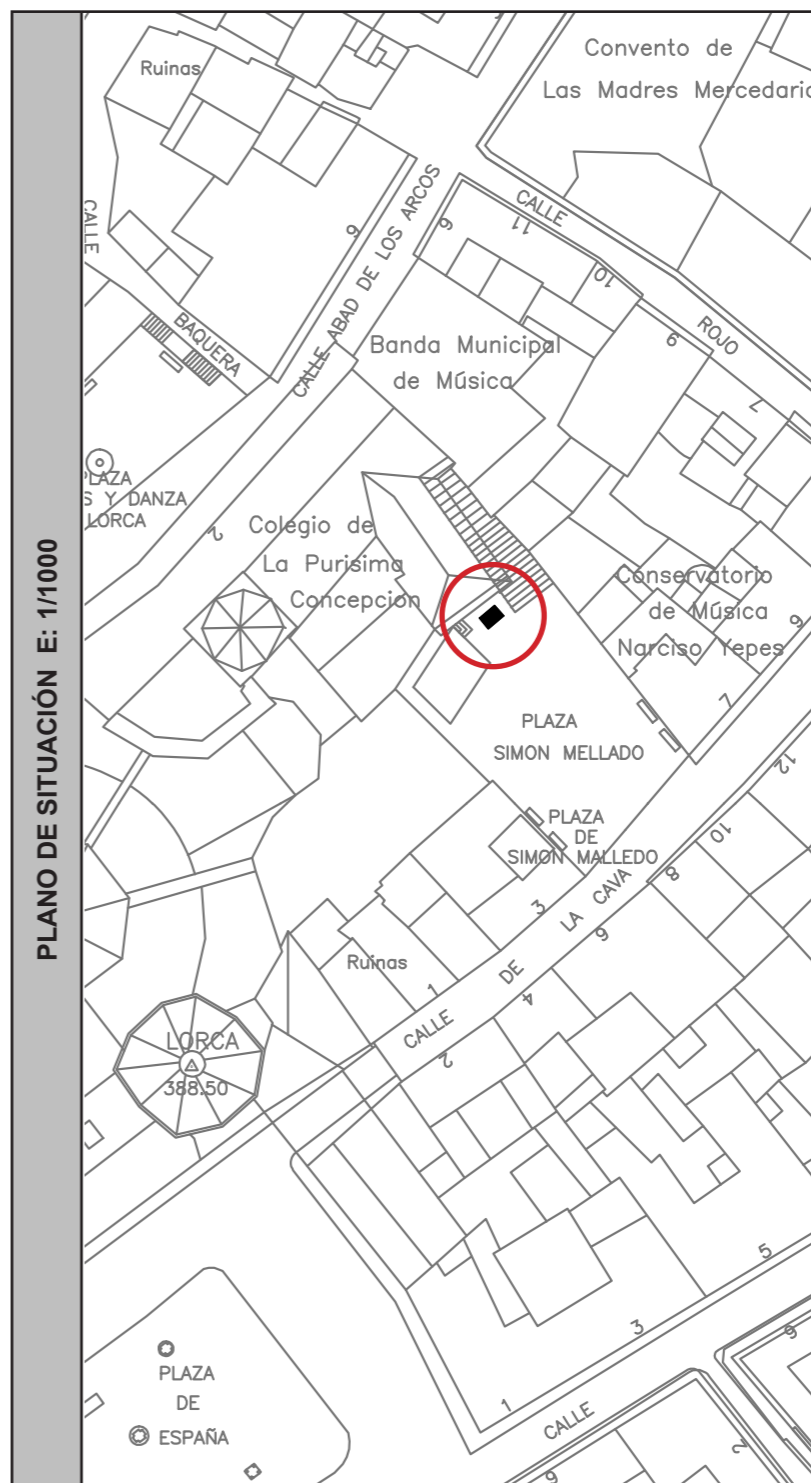 PLANO DE SITUACIÓN E: 1/1000
Ruinas
Convento de
Las Madres Mercedaria
CALLE
BAQUERA
6
CALLE ABAD DE LOS ARCOS
9
11
CALLE
10
ROJO
9
7
Banda Municipal
de Música
PLAZA
S Y DANZA
LORCA
2
Colegio de
La Purisima
Concepción
Conservatorio
de Música
Narciso Yepes
6
7
12
PLAZA
SIMON MELLADO
PLAZA
DE
SIMON MALLEDO
10
8
3
CALLE DE LA CAVA
6
Ruinas
1
4
2
LORCA
388.50
5
3
1
6
CALLE
2
9
PLAZA
DE
ESPAÑA